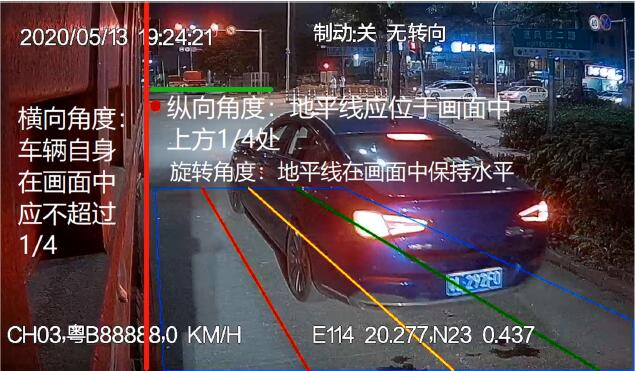 2020/05/13 19:24:21
制动:关 无转向
横向角度：
车辆自身
在画面中
应不超过
1/4
纵向角度：地平线应位于画面中
上方1/4处
旋转角度：地平线在画面中保持水平
CH03,粤B88888,0 KM/H
E114 20.277,N23 0.437